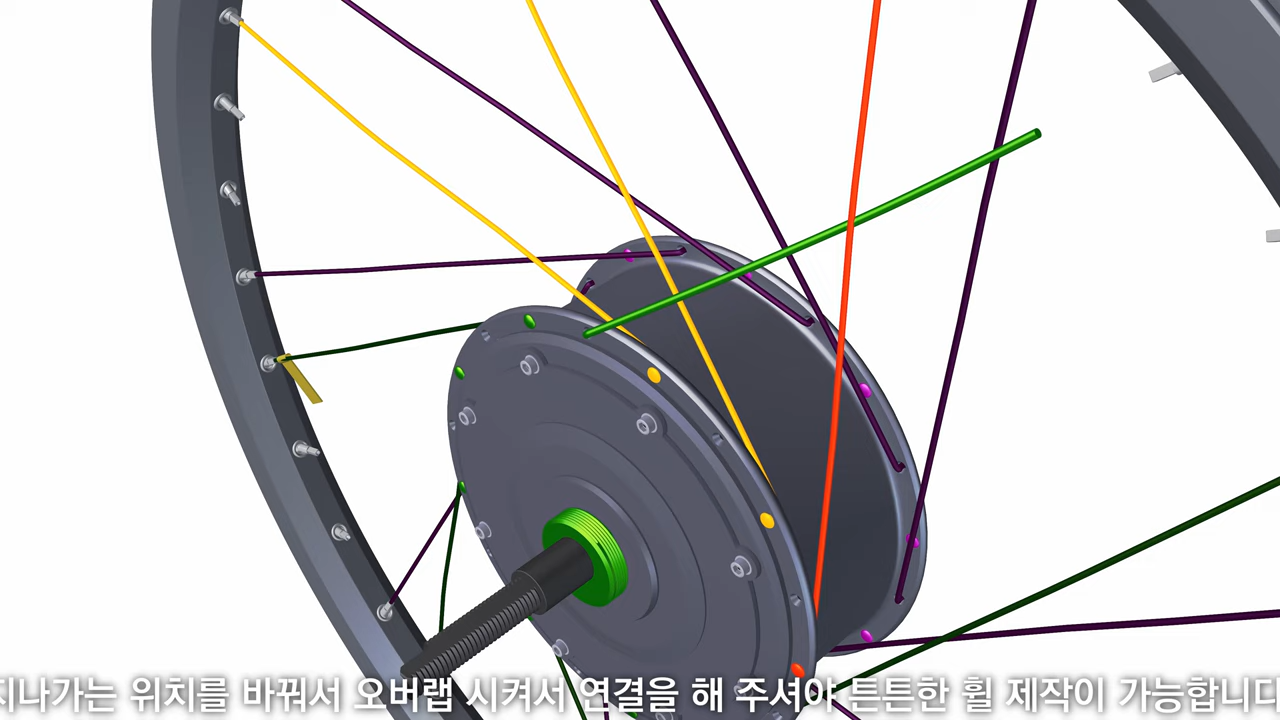 지나가는 위치를 바꿔서 오버랩 시켜서 연결을 해 주셔야 튼튼한 휠 제작이 가능합니다